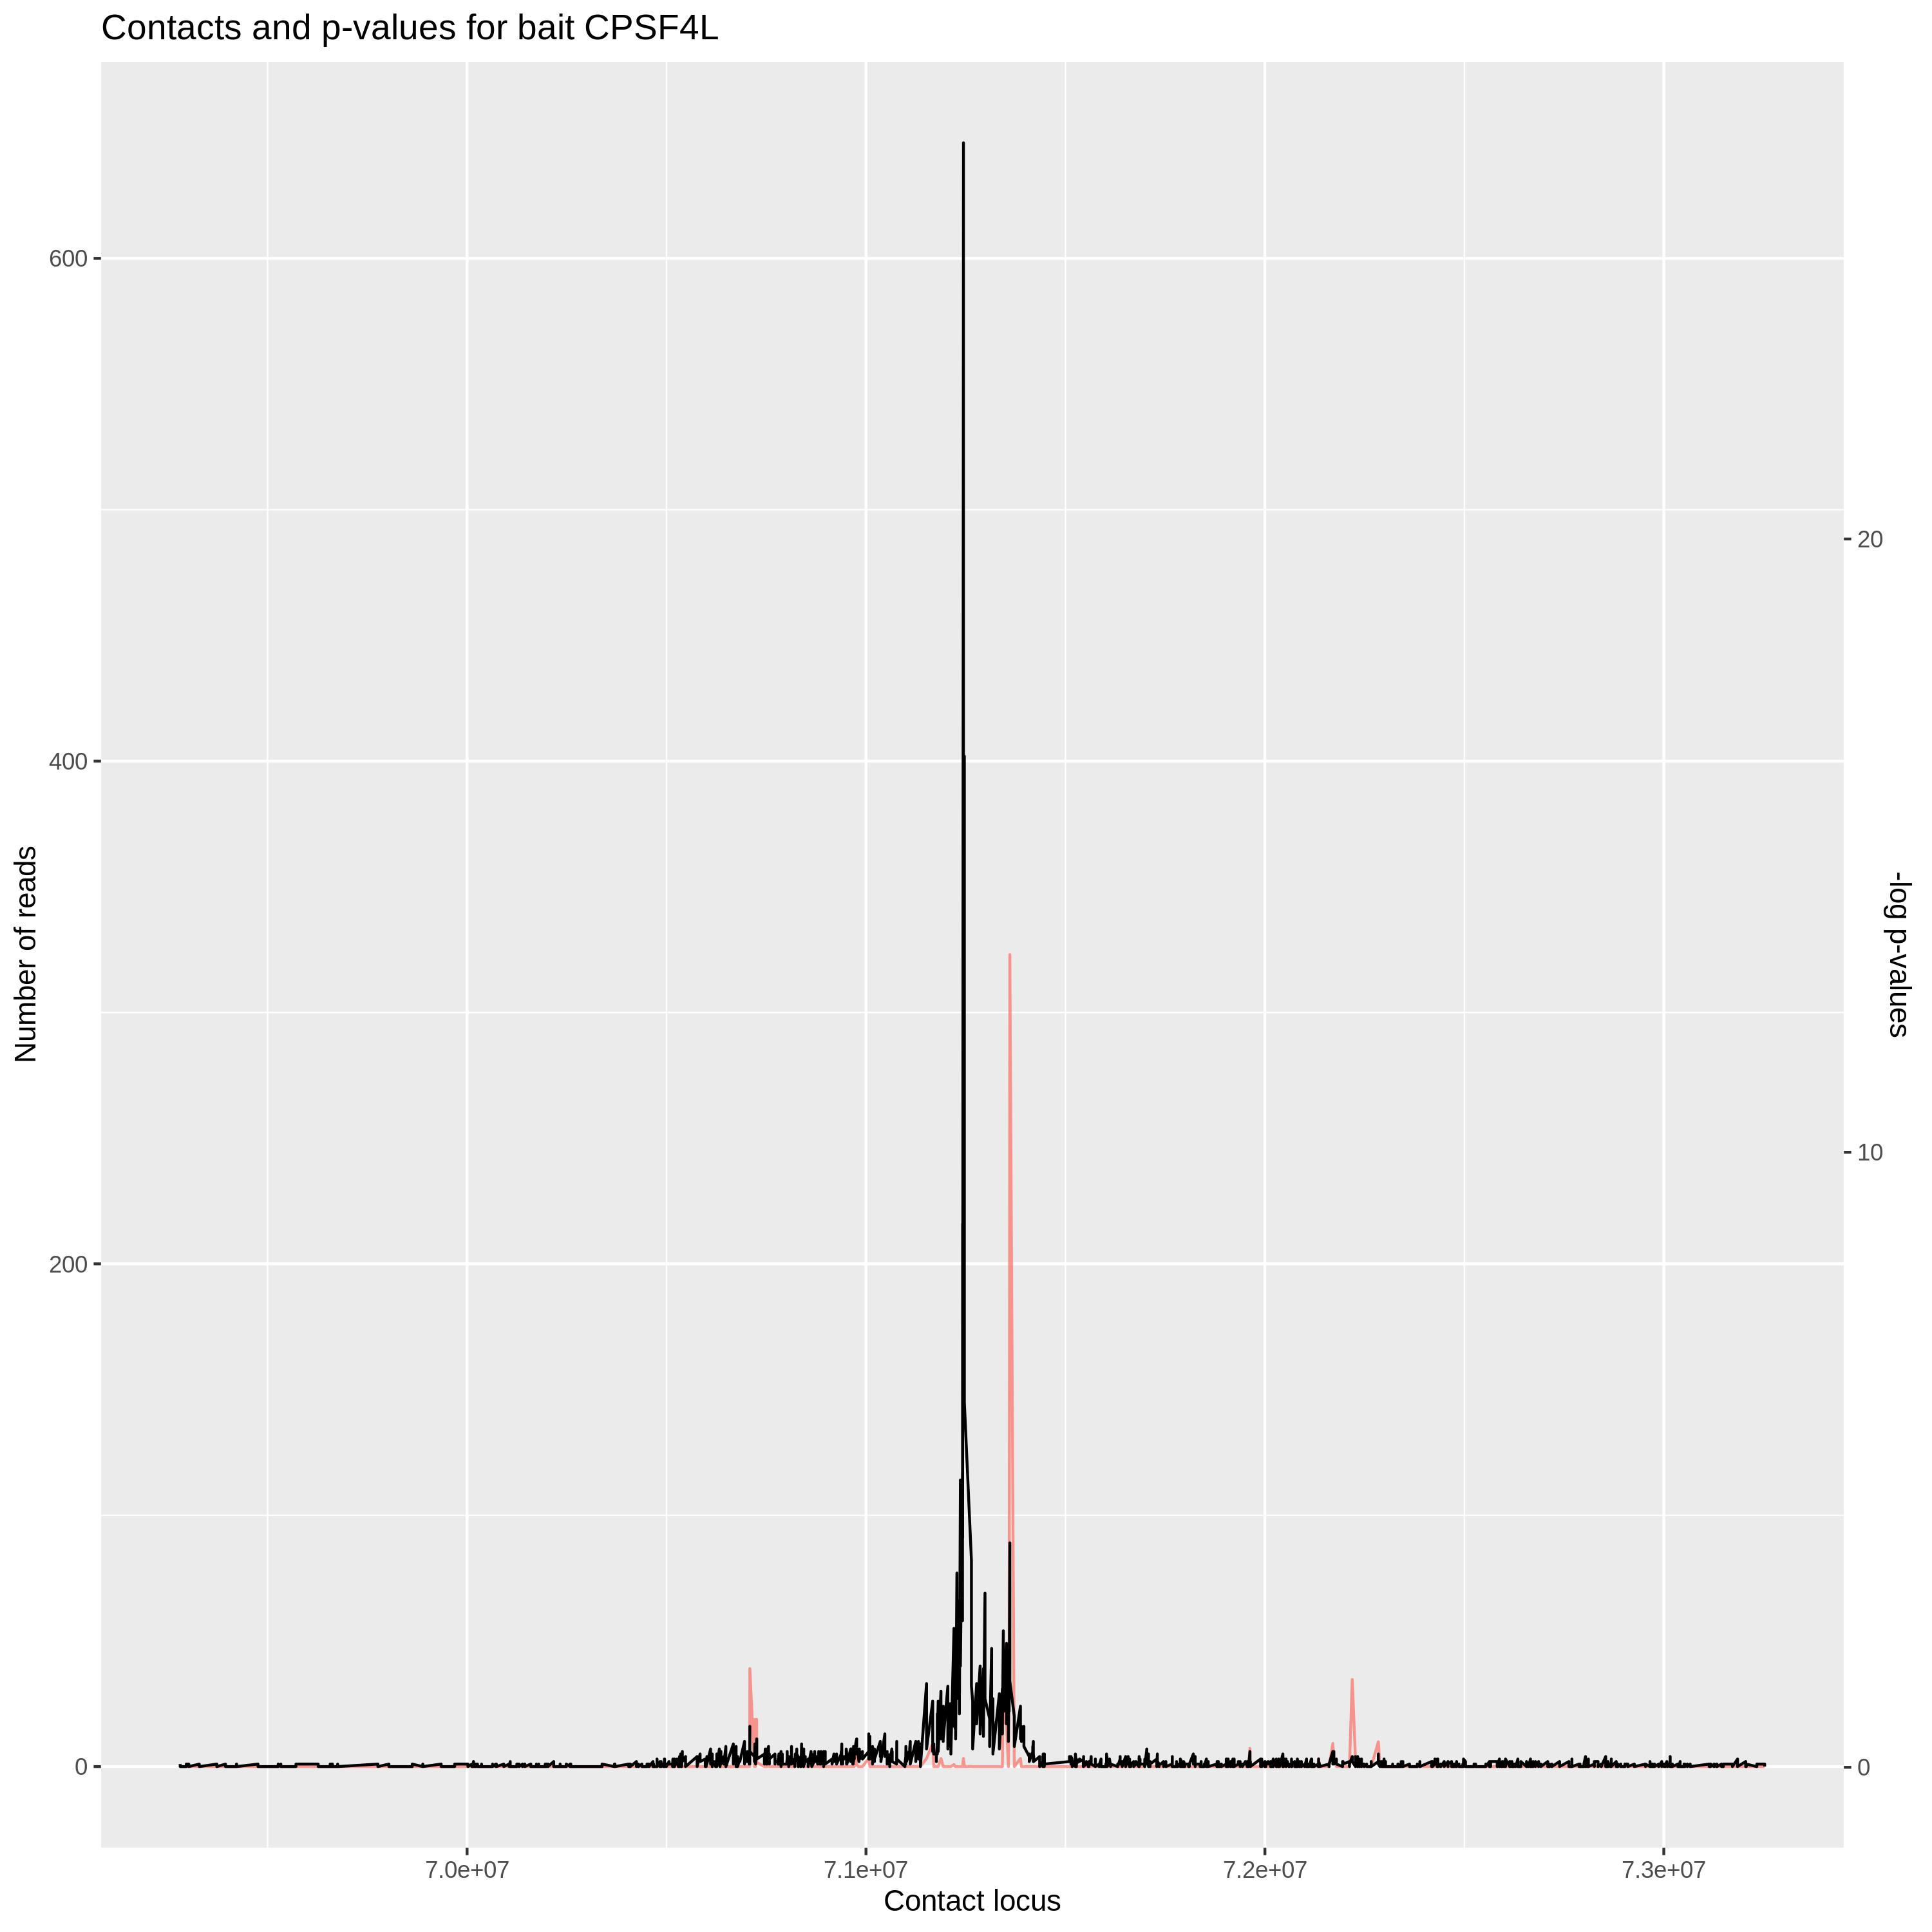 Contacts and p-values for bait CPSF4L
Number of reads
600
400
200
0
20
10
0
-log p-values
7.0e+07 7.1e+07 7.2e+07 7.3e+07
Contact locus